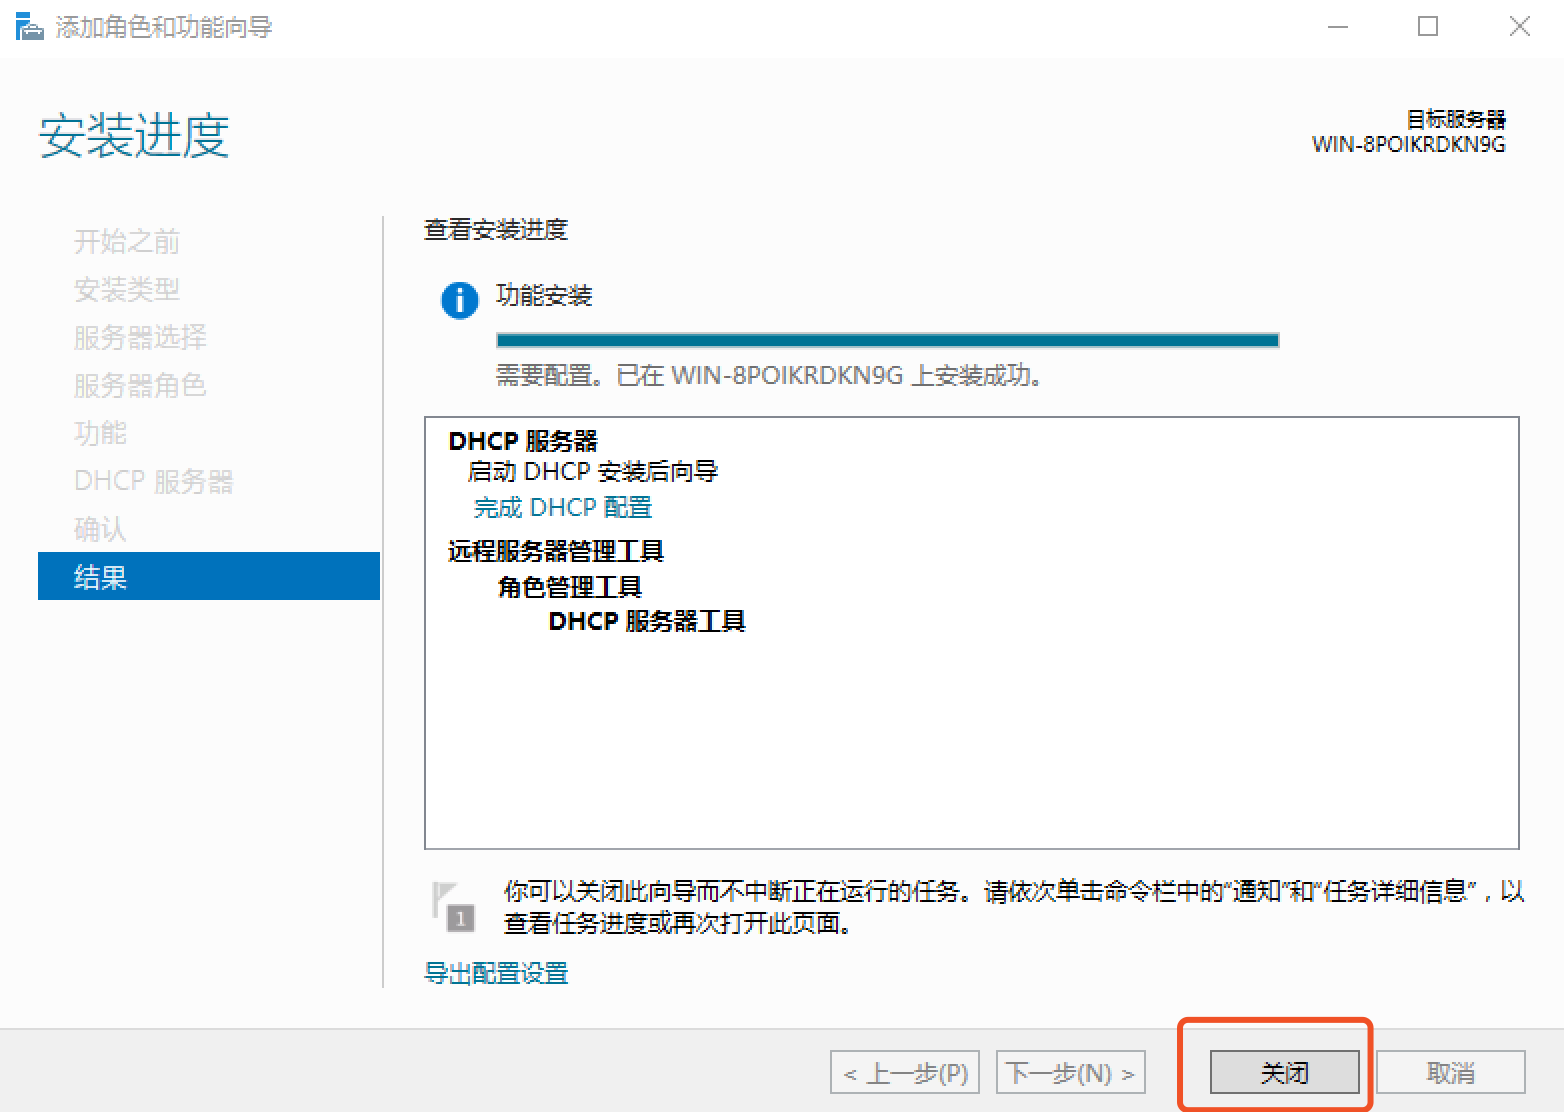 添加角色和功能向导
安装进度
目标服务器
WIN-8POIKRDKN9G
开始之前
安装类型
服务器选择
服务器角色
功能
DHCP 服务器
确认
结果
查看安装进度
功能安装
需要配置。已在 WIN-8POIKRDKN9G 上安装成功。
DHCP 服务器
启动 DHCP 安装后向导
完成 DHCP 配置
远程服务器管理工具
角色管理工具
DHCP 服务器工具
1
你可以关闭此向导而不中断正在运行的任务。请依次单击命令栏中的“通知”和“任务详细信息”，以
查看任务进度或再次打开此页面。
导出配置设置
< 上一步(P)
下一步(N) >
关闭
取消